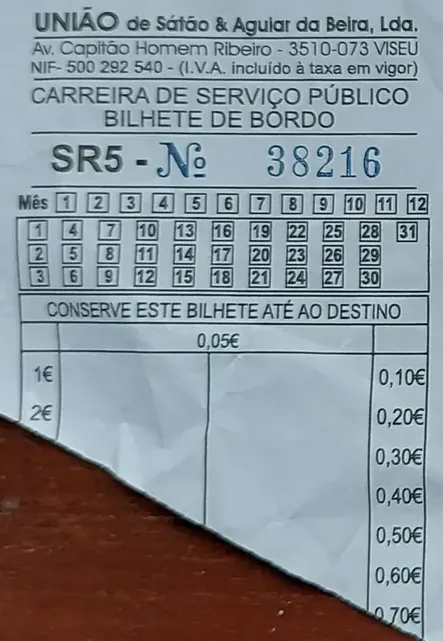 UNIÃO de Sátão & Aguiar da Beira, Lda.
Av. Capitão Homem Ribeiro - 3510-073 VISEU
NIF- 500 292 540 - (I.V.A. incluído à taxa em vigor)
CARREIRA DE SERVIÇO PÚBLICO
BILHETE DE BORDO
SR5 - Nº 38216
Mês 1 2 3 4 5 6 7 8 9 10 11 12
1 4 7 10 13 16 19 22 25 28 31
2 5 8 11 14 17 20 23 26 29
3 6 9 12 15 18 21 24 27 30
CONSERVE ESTE BILHETE ATÉ AO DESTINO
0,05€
1€ 0,10€
2€ 0,20€
0,30€
0,40€
0,50€
0,60€
0,70€